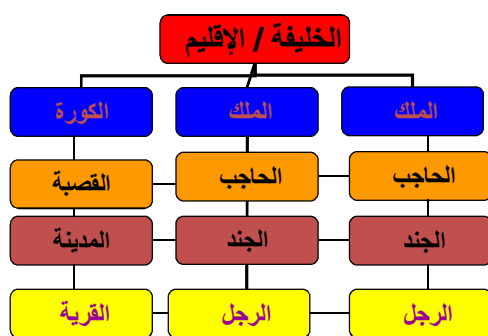 الخليفة / الإقليم
الملك الملك الكورة
الحاجب الحاجب القصبة
الجند الجند المدينة
الرجل الرجل القرية